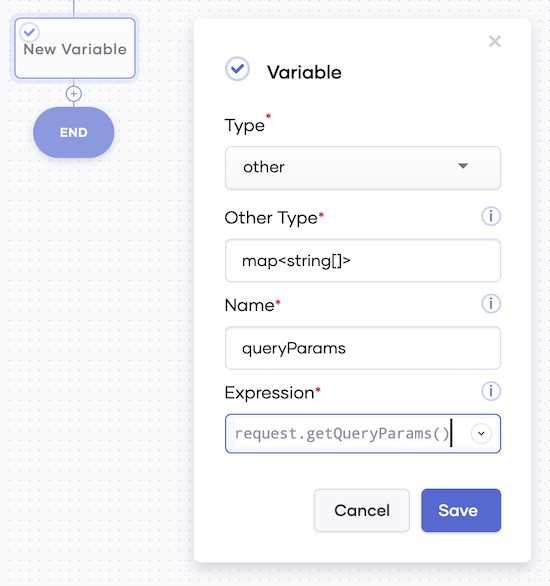 New Variable
END
Variable
Type*
other
Other Type*
map<string[]>
Name*
queryParams
Expression*
request.getQueryParams()
Cancel
Save